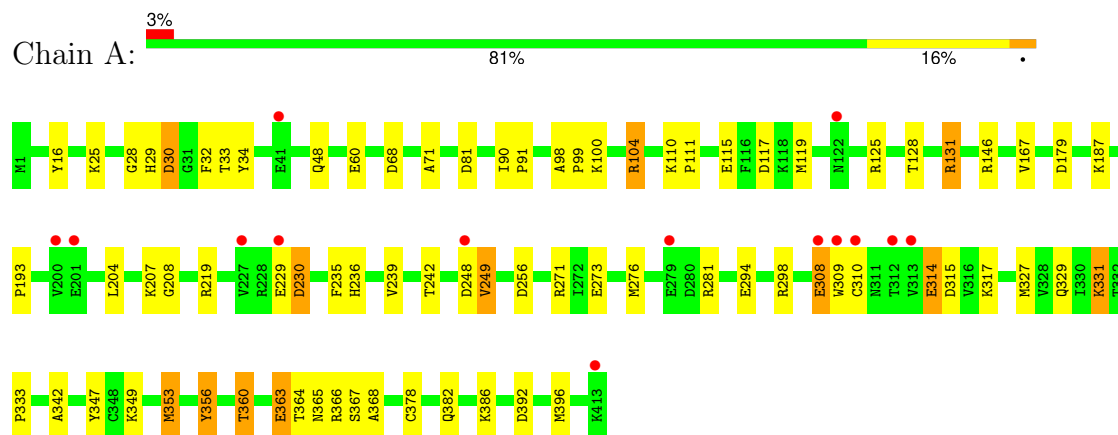 3%
Chain A:
81% 16% •
M1 Y16 K25 G28 H29 D30 G31 F32 T33 Y34 E41 Q48 E60 D68 A71 D81 I90 P91 A98 P99 K100 R104 K110 P111 E115 F116 D117 K118 M119 N122 R125 T128 R131 R146 V167 D179 K187
P193 V200 E201 L204 K207 G208 R219 V227 R228 E229 D230 F235 H236 V239 T242 D248 V249 D256 R271 I272 E273 M276 E279 D280 R281 E294 R298 E308 W309 C310 N311 T312 V313 E314 D315 V316 K317 M327 V328 Q329 I330 K331 T332
P333 A342 Y347 C348 K349 M353 Y356 T360 E363 T364 N365 R366 S367 A368 C378 Q382 K386 D392 M396 K413